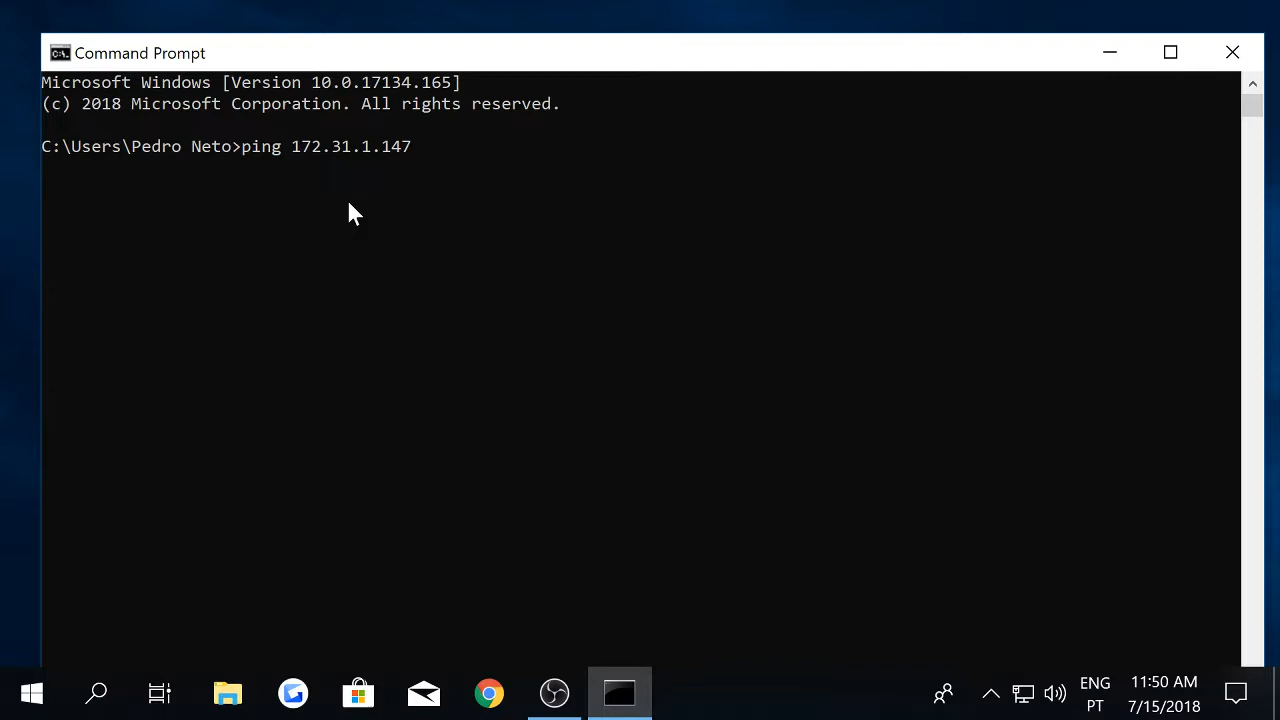 Command Prompt
Microsoft Windows [Version 10.0.17134.165]
(c) 2018 Microsoft Corporation. All rights reserved.
C:\Users\Pedro Neto>ping 172.31.1.147
ENG
PT
11:50 AM
7/15/2018